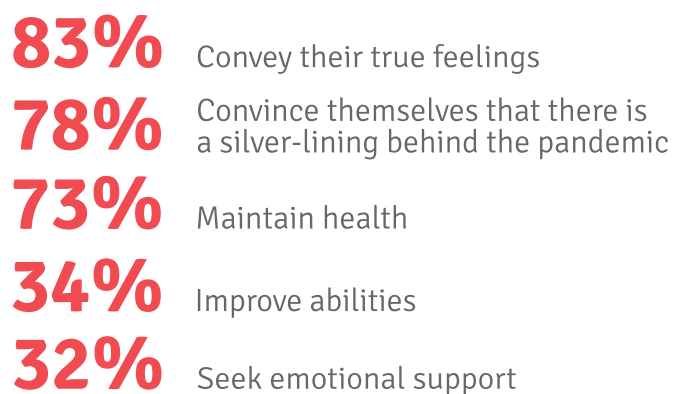 83% Convey their true feelings
78% Convince themselves that there is
a silver-lining behind the pandemic
73% Maintain health
34% Improve abilities
32% Seek emotional support